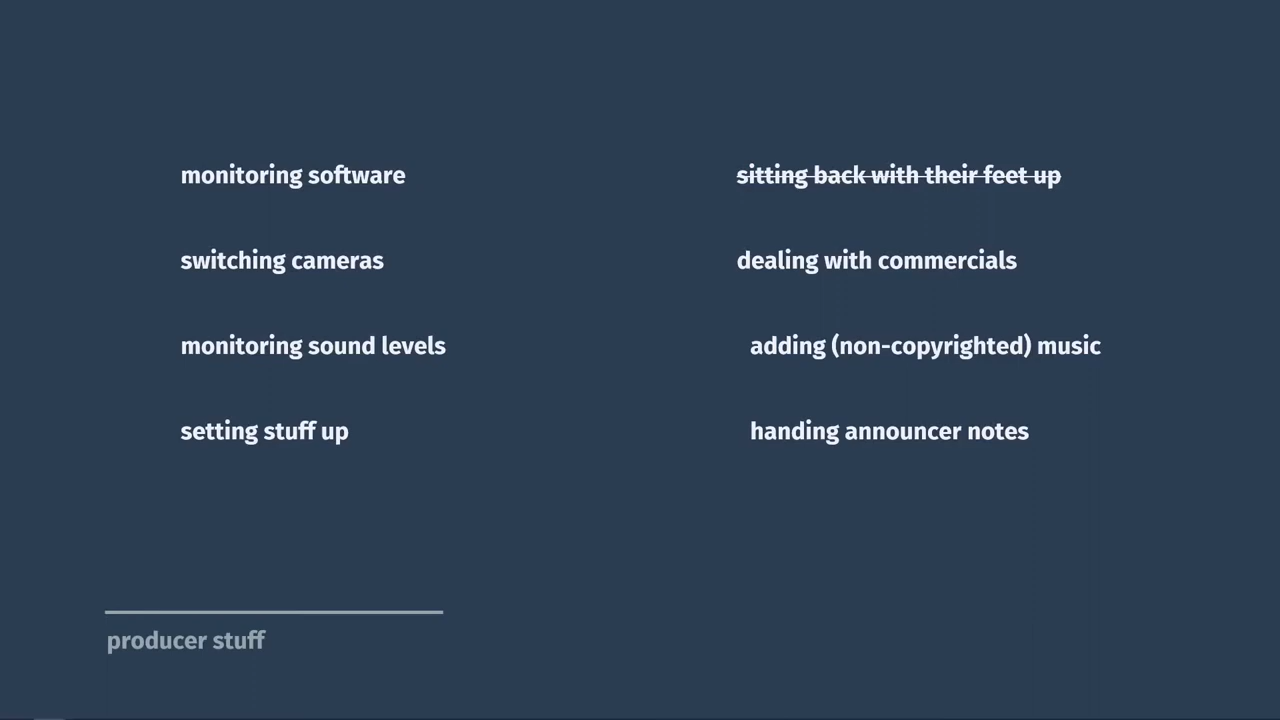 monitoring software
switching cameras
monitoring sound levels
setting stuff up
sitting back with their feet up
dealing with commercials
adding (non-copyrighted) music
handing announcer notes
producer stuff